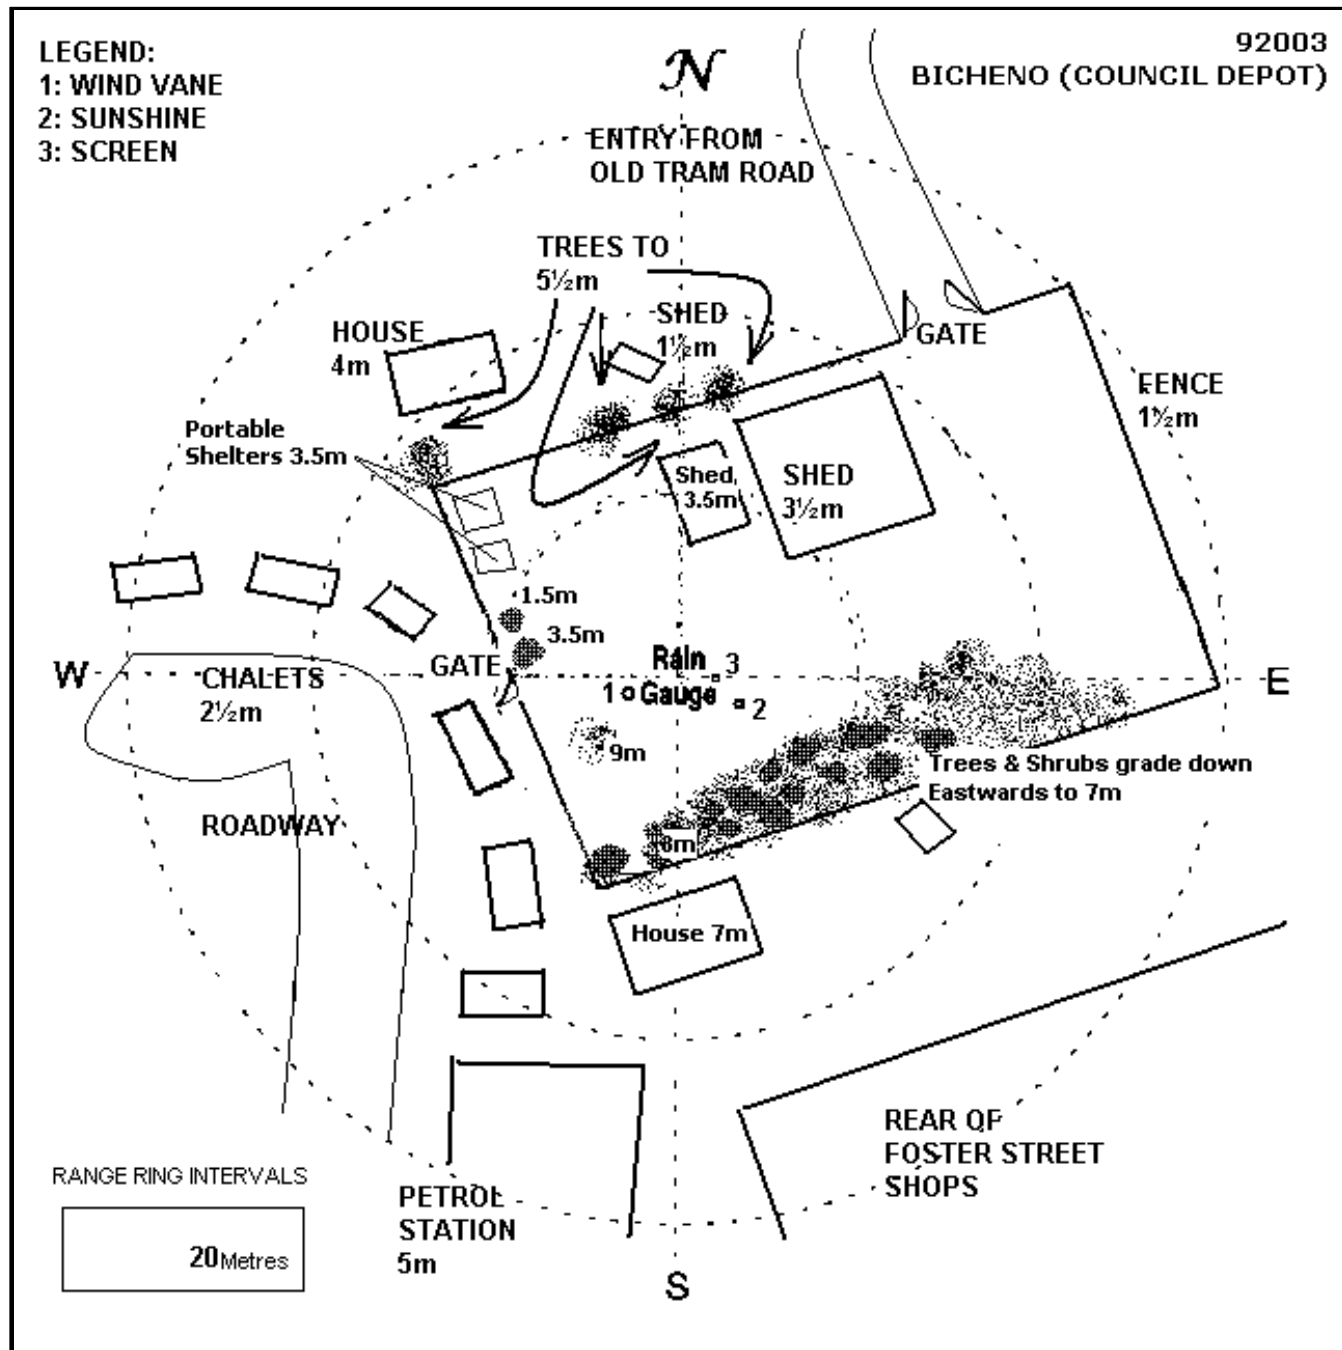 LEGEND:
1: WIND VANE
2: SUNSHINE
3: SCREEN
92003
BICHENO (COUNCIL DEPOT)
N
ENTRY FROM
OLD TRAM ROAD
TREES TO
5½m
SHED
1½m
HOUSE
4m
GATE
FENCE
1½m
Portable
Shelters 3.5m
Shed
3.5m
SHED
3½m
1.5m
3.5m
GATE
W
CHALETS
2½m
Rain
Gauge
1
3
2
E
9m
Trees & Shrubs grade down
Eastwards to 7m
ROADWAY
8m
House 7m
REAR OF
FOSTER STREET
SHOPS
RANGE RING INTERVALS
20 Metres
PETROL
STATION
5m
S